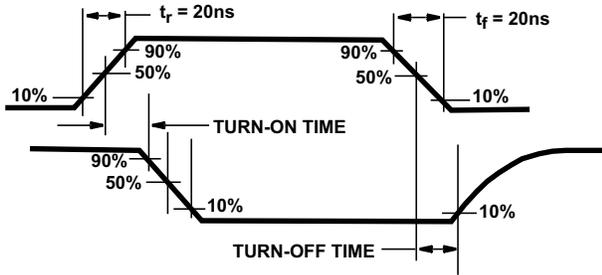 tr = 20ns
tf = 20ns
90%
90%
50%
50%
10%
10%
TURN-ON TIME
90%
50%
10%
10%
TURN-OFF TIME